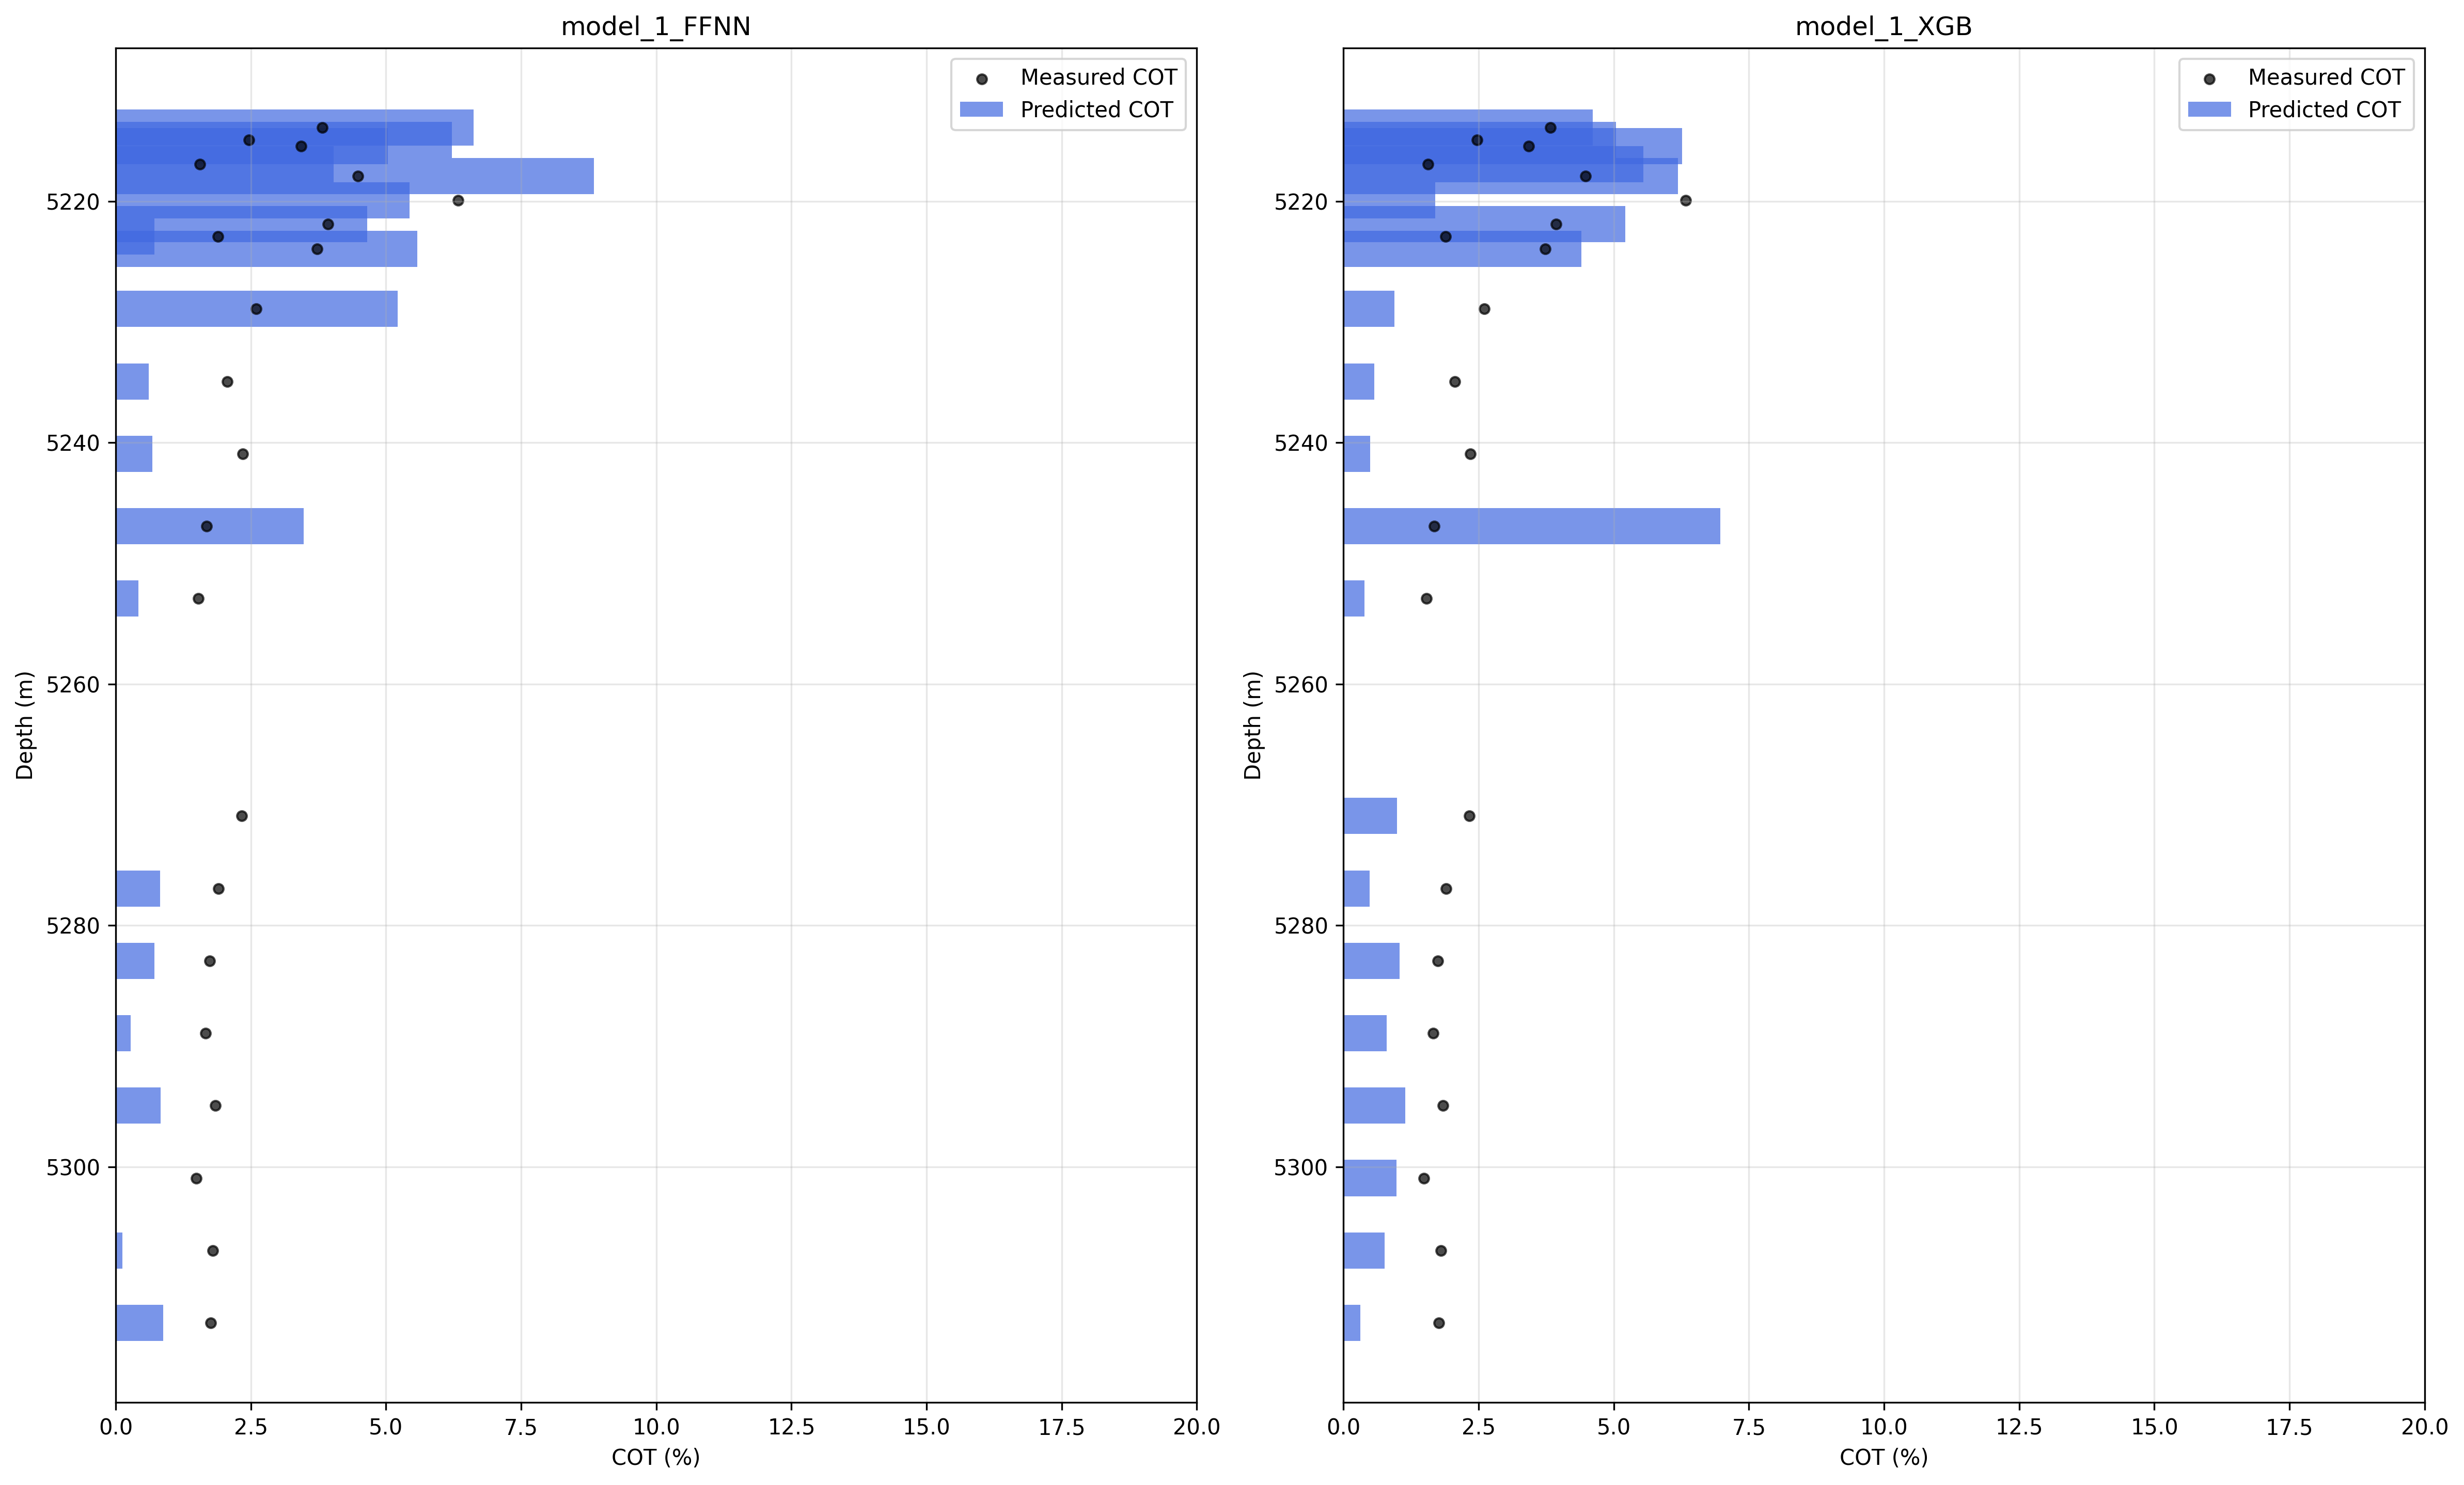 model_1_FFNN
Measured COT
Predicted COT
5220
5240
5260
5280
5300
Depth (m)
0.0 2.5 5.0 7.5 10.0 12.5 15.0 17.5 20.0
COT (%)
model_1_XGB
Measured COT
Predicted COT
5220
5240
5260
5280
5300
Depth (m)
0.0 2.5 5.0 7.5 10.0 12.5 15.0 17.5 20.0
COT (%)